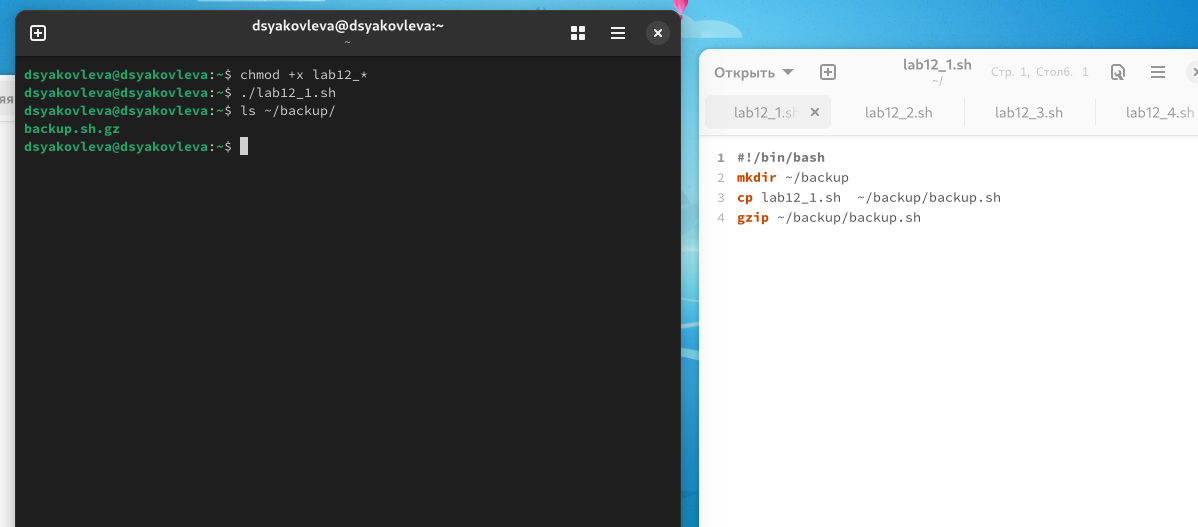 dsyakovleva@dsyakovleva:~
~
dsyakovleva@dsyakovleva:~$ chmod +x lab12_*
dsyakovleva@dsyakovleva:~$ ./lab12_1.sh
dsyakovleva@dsyakovleva:~$ ls ~/backup/
backup.sh.gz
dsyakovleva@dsyakovleva:~$
Открыть
lab12_1.sh
~/
Стр. 1, Столб. 1
lab12_1.sh
lab12_2.sh
lab12_3.sh
lab12_4.sh
1 #!/bin/bash
2 mkdir ~/backup
3 cp lab12_1.sh  ~/backup/backup.sh
4 gzip ~/backup/backup.sh